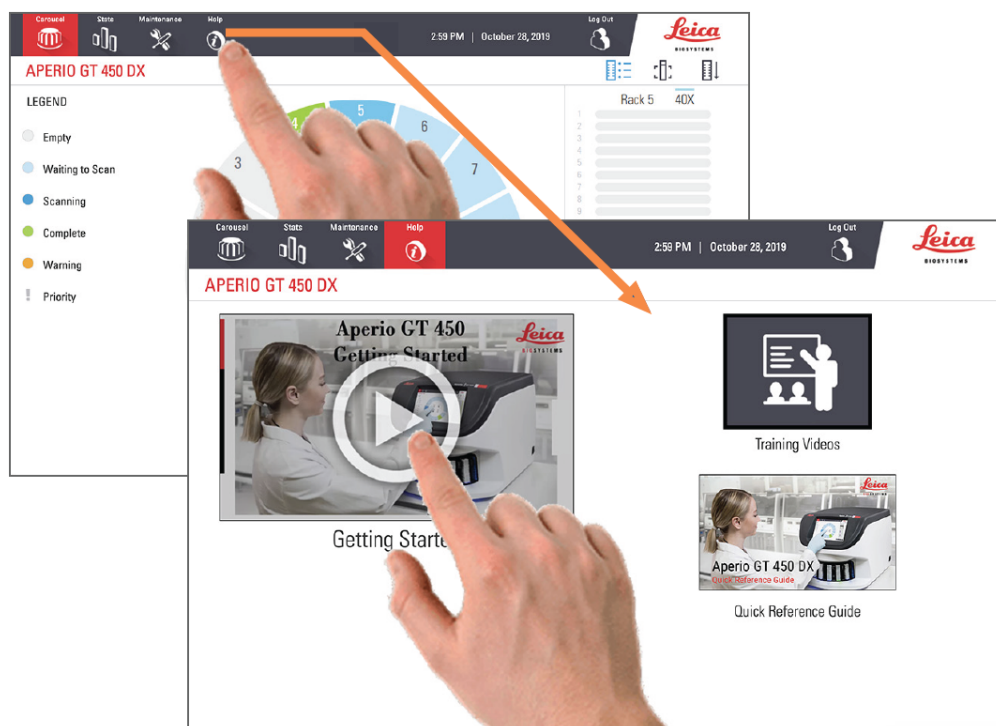 Carousel Stats Maintenance Help 2:59 PM | October 28, 2019 Log Out Leica
BIOSYSTEMS
APERIO GT 450 DX
LEGEND
Empty
Waiting to Scan
Scanning
Complete
Warning
Priority
3
4
5
6
7
Rack 5 40X
1
2
3
4
5
6
7
8
9
Carousel Stats Maintenance Help 2:59 PM | October 28, 2019 Log Out Leica
BIOSYSTEMS
APERIO GT 450 DX
Aperio GT 450
Getting Started
Leica
BIOSYSTEMS
Getting Starte
Training Videos
Leica
Aperio GT 450 DX
Quick Reference Guide
Quick Reference Guide